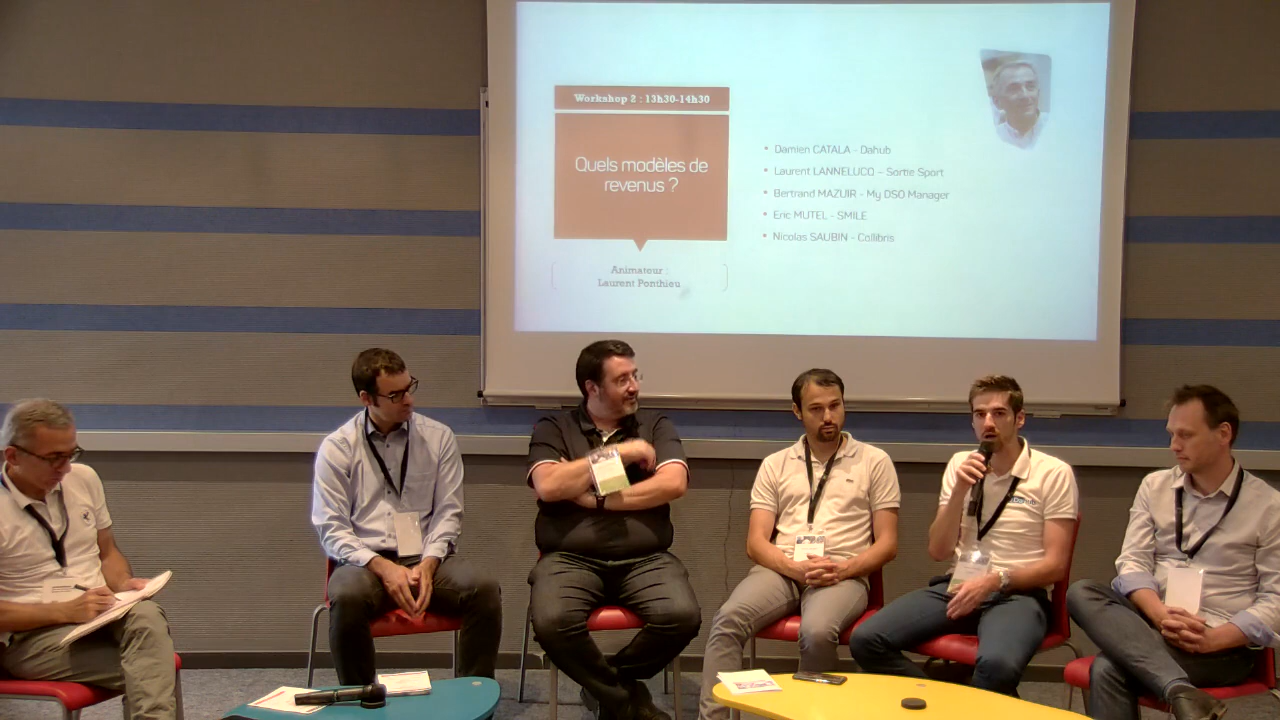 Workshop 2 : 13h30-14h30
Quels modèles de
revenus ?
Animateur :
Laurent Ponthieu
• Damien CATALA - Dahub
• Laurent LANNELUCQ – Sortie Sport
• Bertrand MAZUIR - My DSO Manager
• Eric MUTEL - SMILE
• Nicolas SAUBIN - Collibris